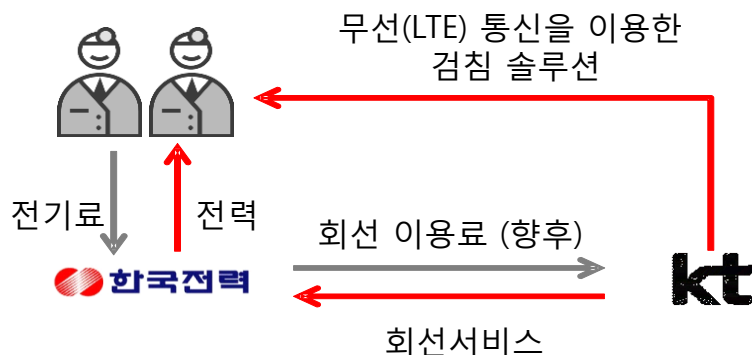 무선(LTE) 통신을 이용한
검침 솔루션
전기료
전력
회선 이용료 (향후)
한국전력
kt
회선서비스